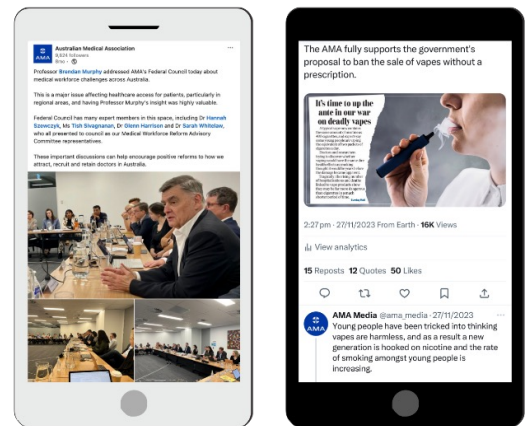 AMA
Australian Medical Association
9,624 followers
6mo
Professor Brendan Murphy addressed AMA's Federal Council today about
medical workforce challenges across Australia.
This is a major issue affecting healthcare access for patients, particularly in
regional areas, and having Professor Murphy's insight was highly valuable.
Federal Council has many expert members in this space, including Dr Hannah
Szewczyk, Ms Tish Sivagnanan, Dr Glenn Harrison and Dr Sarah Whitelaw,
who all presented to council as our Medical Workforce Reform Advisory
Committee representatives.
These important discussions can help encourage positive reforms to how we
attract, recruit and retain doctors in Australia.
The AMA fully supports the government's
proposal to ban the sale of vapes without a
prescription.
It's time to up the
ante in our war
on deadly vapes
2:27 pm · 27/11/2023 From Earth · 16K Views
View analytics
15 Reposts 12 Quotes 50 Likes
AMA
AMA Media @ama_media · 27/11/2023
Young people have been tricked into thinking
vapes are harmless, and as a result a new
generation is hooked on nicotine and the rate
of smoking amongst young people is
increasing.